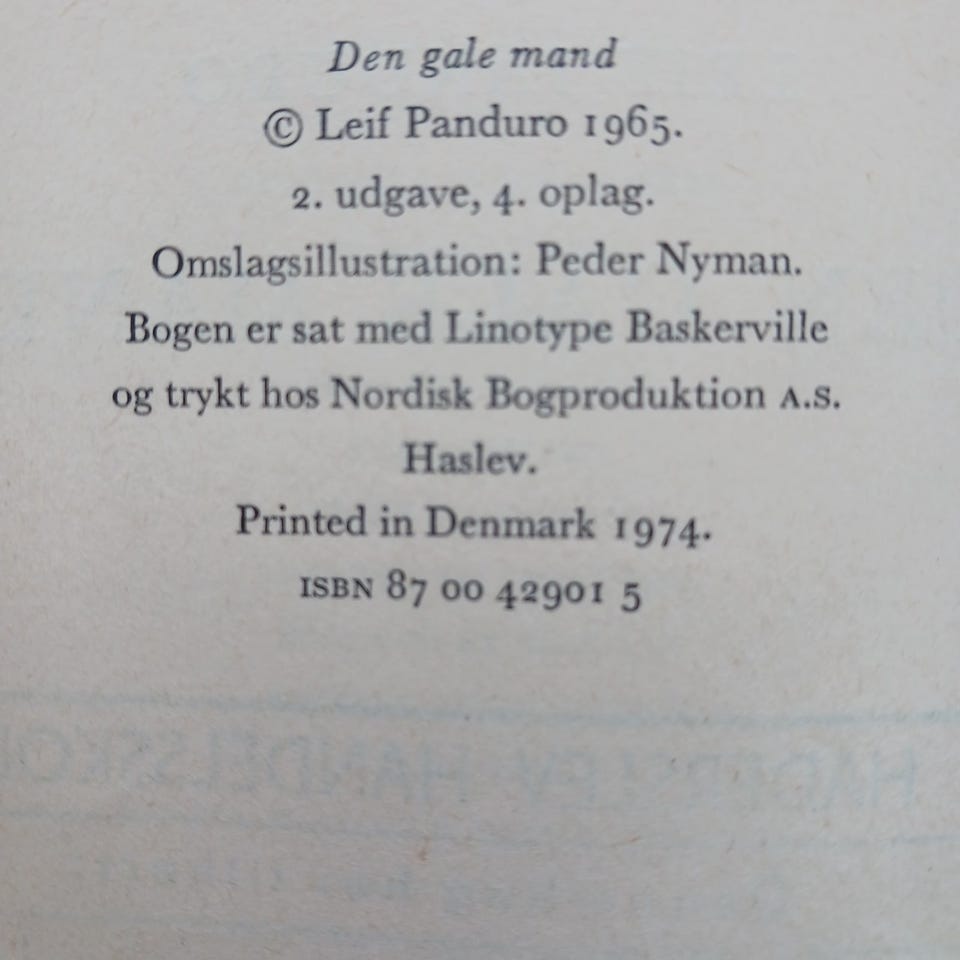 Den gale mand
© Leif Panduro 1965.
2. udgave, 4. oplag.
Omslagsillustration: Peder Nyman.
Bogen er sat med Linotype Baskerville
og trykt hos Nordisk Bogproduktion A.S.
Haslev.
Printed in Denmark 1974.
ISBN 87 00 42901 5